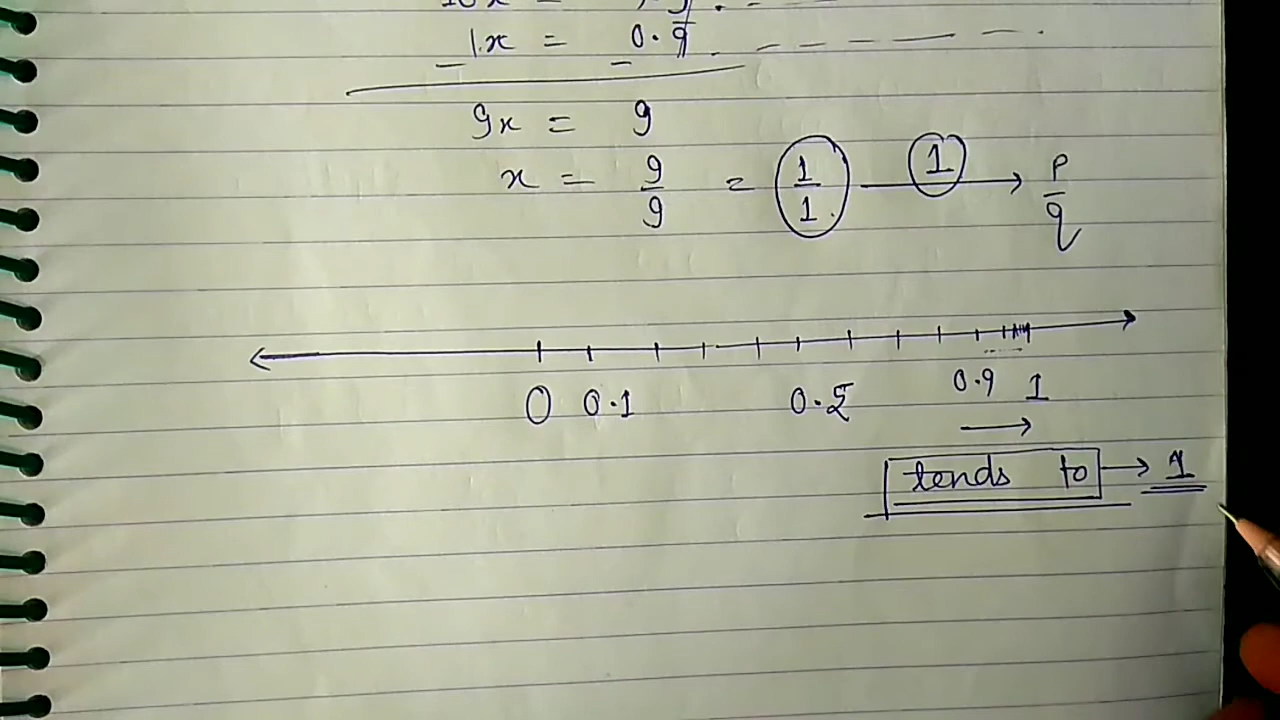 1x = 0.9. - - - - - - .
9x = 9
x = 9/9 = 1/1 1 → p/q
0 0.1 0.5 0.9 1
tends to → 1